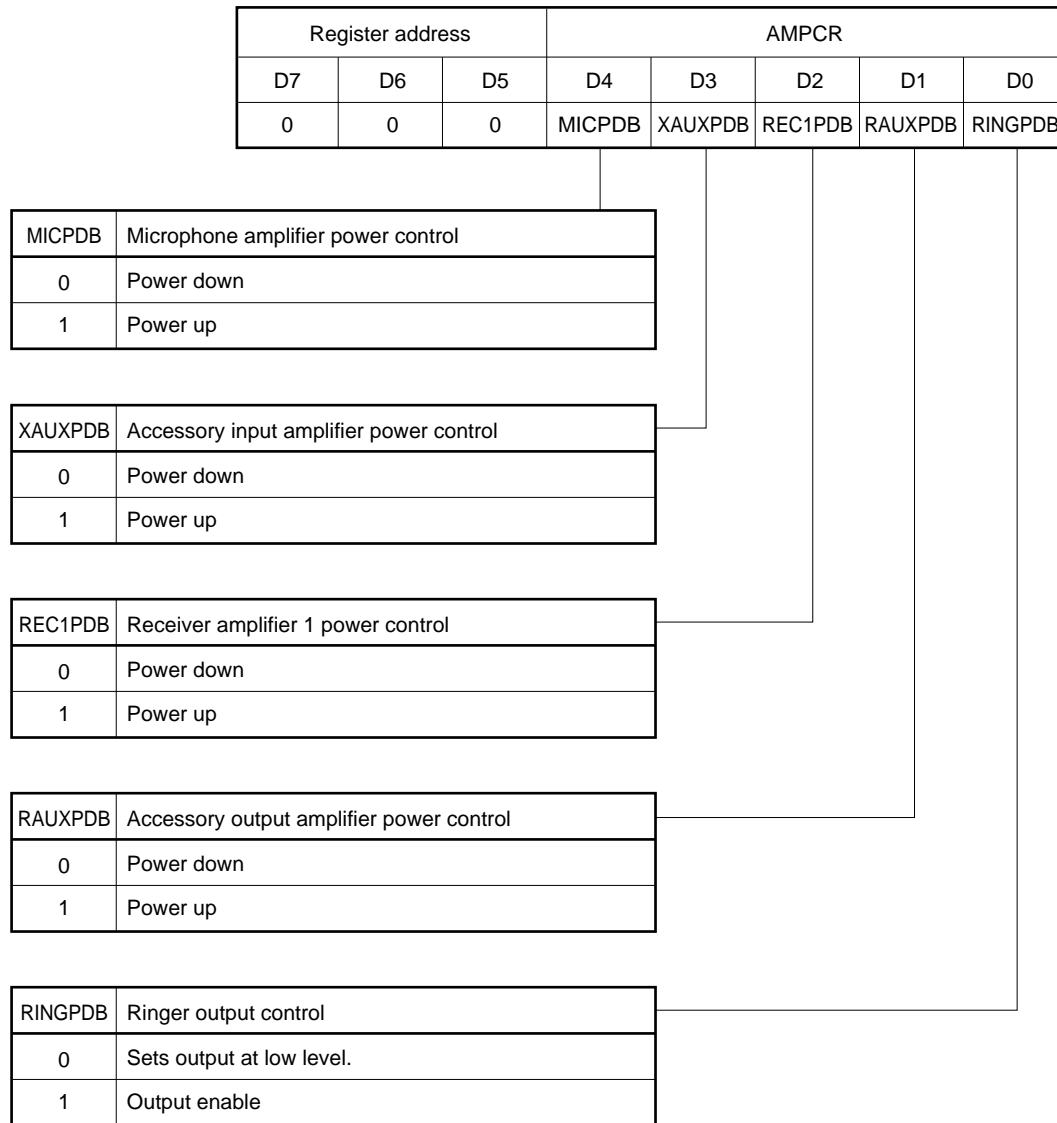 Register address AMPCR
D7 D6 D5 D4 D3 D2 D1 D0
0 0 0 MICPDB XAUXPDB REC1PDB RAUXPDB RINGPDB
MICPDB Microphone amplifier power control
0 Power down
1 Power up
XAUXPDB Accessory input amplifier power control
0 Power down
1 Power up
REC1PDB Receiver amplifier 1 power control
0 Power down
1 Power up
RAUXPDB Accessory output amplifier power control
0 Power down
1 Power up
RINGPDB Ringer output control
0 Sets output at low level.
1 Output enable